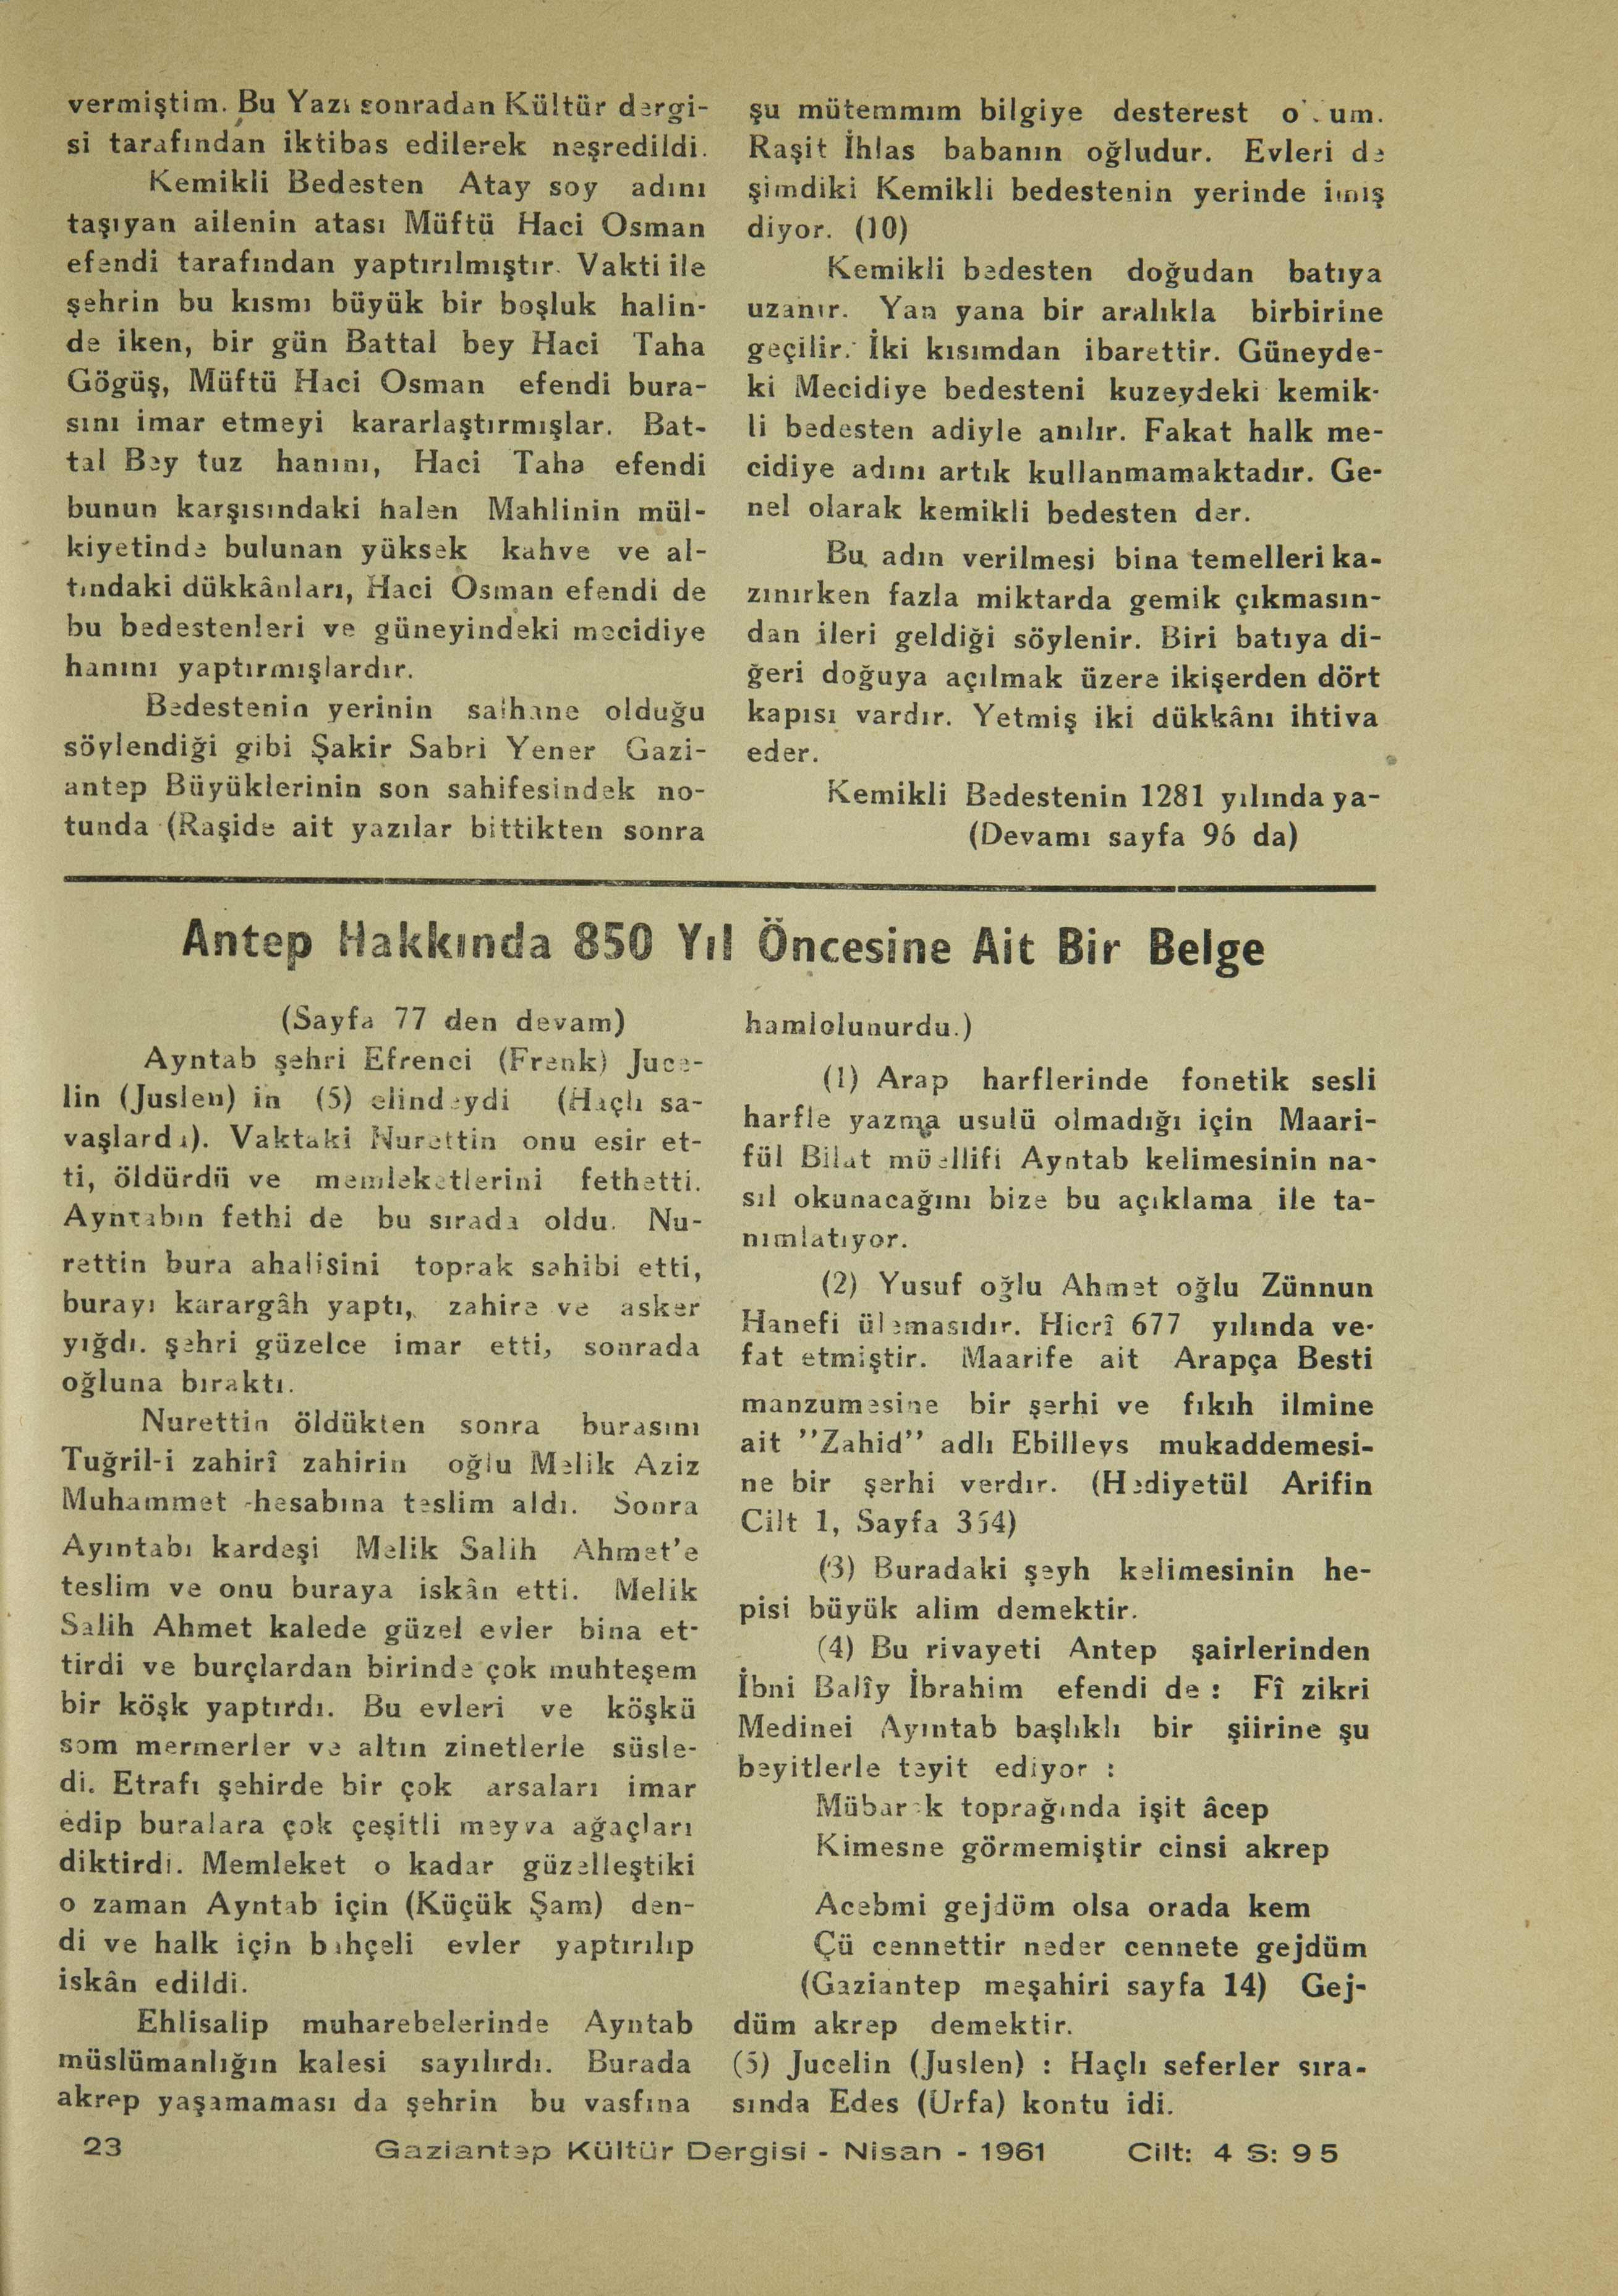 vermiştim. Bu Yazı sonradan Kültür dergi-
si tarafından iktibas edilerek neşredildi.
Kemikli Bedesten Atay soy adını
taşıyan ailenin atası Müftü Haci Osman
efendi tarafından yaptırılmıştır. Vakti ile
şehrin bu kısmı büyük bir boşluk halin-
de iken, bir gün Battal bey Haci Taha
Gögüş, Müftü Haci Osman efendi bura-
sını imar etmeyi kararlaştırmışlar. Bat-
tal Bey tuz hanını, Haci Taha efendi
bunun karşısındaki halen Mahlinin mül-
kiyetinde bulunan yüksek kahve ve al-
tındaki dükkânları, Haci Osman efendi de
bu bedestenleri ve güneyindeki mecidiye
hanını yaptırmışlardır.
Bedestenin yerinin salhane olduğu
söylendiği gibi Şakir Sabri Yener Gazi-
antep Büyüklerinin son sahifesindek no-
tunda (Raşide ait yazılar bittikten sonra
şu mütemmım bilgiye desterest
Raşit İhlas babanın oğludur. Evleri de
şimdiki Kemikli bedestenin yerinde imiş
diyor. (10)
Kemikli bedesten doğudan batıya
uzanır. Yan yana bir aralıkla birbirine
geçilir. İki kısımdan ibarettir. Güneyde-
ki Mecidiye bedesteni kuzeydeki kemik-
li bedesten adiyle anılır. Fakat halk me-
cidiye adını artık kullanmamaktadır. Ge-
nel olarak kemikli bedesten der.
Bu adın verilmesi bina temelleri ka-
zınırken fazla miktarda gemik çıkmasın-
dan ileri geldiği söylenir. Biri batıya di-
ğeri doğuya açılmak üzere ikişerden dört
kapısı vardır. Yetmiş iki dükkânı ihtiva
eder.
Kemikli Bedestenin 1281 yılında ya-
(Devamı sayfa 96 da)
Antep Hakkında 850 Yıl Öncesine Ait Bir Belge
(Sayfa 77 den devam)
Ayntab şehri Efrenci (Frenk) Juce-
lin (Juslen) in (5) elindeydi (Haçlı sa-
vaşlardı). Vaktaki Nurettin onu esir et-
ti, öldürdü ve memleketlerini fethetti.
Ayntabın fethi de bu sırada oldu. Nu-
rettin bura ahalisini toprak sahibi etti,
burayı karargâh yaptı, zahire ve asker
yığdı. şehri güzelce imar etti, sonrada
oğluna bıraktı.
Nurettin öldükten sonra burasını
Tuğril-i zahirî zahirin oğlu Melik Aziz
Muhammet hesabına teslim aldı. Sonra
Ayıntabı kardeşi Melik Salih Ahmet'e
teslim ve onu buraya iskân etti. Melik
Salih Ahmet kalede güzel evler bina et-
tirdi ve burçlardan birinde çok muhteşem
bir köşk yaptırdı. Bu evleri ve köşkü
som mermerler ve altın zinetlerle süsle-
di. Etrafı şehirde bir çok arsaları imar
edip buralara çok çeşitli meyva ağaçları
diktirdi. Memleket o kadar güzelleştiki
o zaman Ayntab için (Küçük Şam) den-
di ve halk için bahçeli evler yaptırılıp
iskân edildi.
Ehlisalip muharebelerinde Ayntab
müslümanlığın kalesi sayılırdı. Burada
akrep yaşamaması da şehrin bu vasfına
hamlolunurdu.)
(1) Arap harflerinde fonetik sesli
harfle yazma usulü olmadığı için Maari-
fül Bilat müellifi Ayntab kelimesinin na-
sıl okunacağını bize bu açıklama ile ta-
nımlatıyor.
(2) Yusuf oğlu Ahmet oğlu Zünnun
Hanefi ülemasıdır. Hicrî 677 yılında ve-
fat etmiştir. Maarife ait Arapça Besti
manzumesine bir şerhi ve fıkıh ilmine
ait ''Zahid'' adlı Ebilleys mukaddemesi-
ne bir şerhi verdır. (Hediyetül Arifin
Cilt 1, Sayfa 354)
(3) Buradaki şeyh kelimesinin he-
pisi büyük alim demektir.
(4) Bu rivayeti Antep şairlerinden
İbni Balîy İbrahim efendi de : Fî zikri
Medinei Ayıntab başlıklı bir şiirine şu
beyitlerle teyit ediyor :
Mübarek toprağında işit âcep
Kimesne görmemiştir cinsi akrep
Acebmi gejdüm olsa orada kem
Çü cennettir neder cennete gejdüm
(Gaziantep meşahiri sayfa 14) Gej-
düm akrep demektir.
(5) Jucelin (Juslen) : Haçlı seferler sıra-
sında Edes (Urfa) kontu idi.
23 Gaziantep Kültür Dergisi - Nisan - 1961 Cilt: 4 S: 95